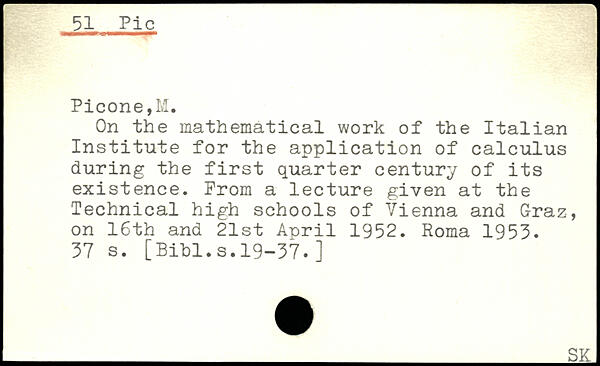 51 Pic
Picone,M.
On the mathematical work of the Italian
Institute for the application of calculus
during the first quarter century of its
existence. From a lecture given at the
Technical high schools of Vienna and Graz,
on 16th and 21st April 1952. Roma 1953.
37 s. [Bibl.s.19-37.]
SK